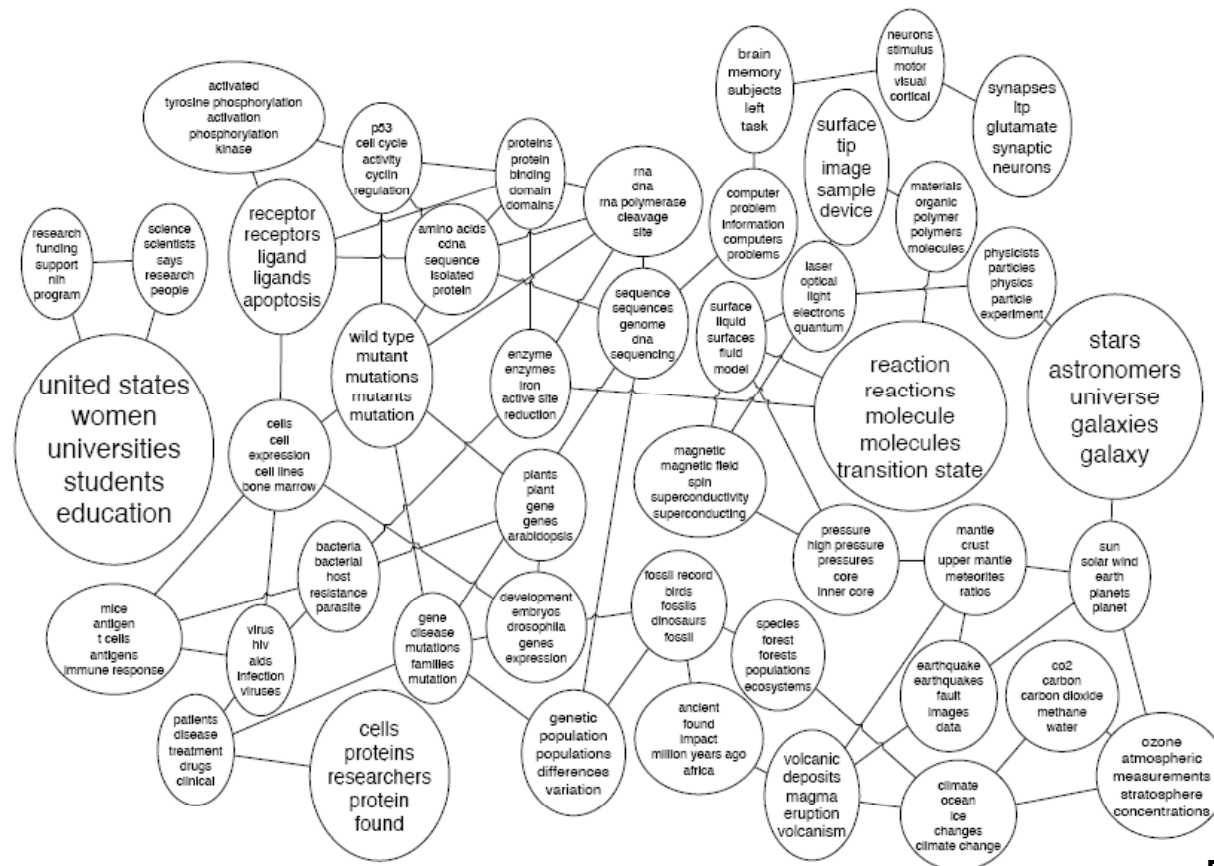 neurons
stimulus
motor
visual
cortical
brain
memory
subjects
left
task
synapses
ltp
glutamate
synaptic
neurons
activated
tyrosine phosphorylation
activation
phosphorylation
kinase
surface
tip
image
sample
device
p53
cell cycle
activity
cyclin
regulation
proteins
protein
binding
domain
domains
rna
dna
rna polymerase
cleavage
site
computer
problem
information
computers
problems
materials
organic
polymer
polymers
molecules
research
funding
support
nih
program
science
scientists
says
research
people
receptor
receptors
ligand
ligands
apoptosis
amino acids
cdna
sequence
isolated
protein
laser
optical
light
electrons
quantum
physicists
particles
physics
particle
experiment
sequence
sequences
genome
dna
sequencing
surface
liquid
surfaces
fluid
model
wild type
mutant
mutations
mutants
mutation
enzyme
enzymes
iron
active site
reduction
reaction
reactions
molecule
molecules
transition state
stars
astronomers
universe
galaxies
galaxy
united states
women
universities
students
education
cells
cell
expression
cell lines
bone marrow
magnetic
magnetic field
spin
superconductivity
superconducting
plants
plant
gene
genes
arabidopsis
pressure
high pressure
pressures
core
inner core
mantle
crust
upper mantle
meteorites
ratios
sun
solar wind
earth
planets
planet
bacteria
bacterial
host
resistance
parasite
fossil record
birds
fossils
dinosaurs
fossil
mice
antigen
t cells
antigens
immune response
virus
hiv
aids
infection
viruses
gene
disease
mutations
families
mutation
development
embryos
drosophila
genes
expression
species
forest
forests
populations
ecosystems
earthquake
earthquakes
fault
images
data
co2
carbon
carbon dioxide
methane
water
patients
disease
treatment
drugs
clinical
cells
proteins
researchers
protein
found
genetic
population
populations
differences
variation
ancient
found
impact
million years ago
africa
volcanic
deposits
magma
eruption
volcanism
climate
ocean
ice
changes
climate change
ozone
atmospheric
measurements
stratosphere
concentrations